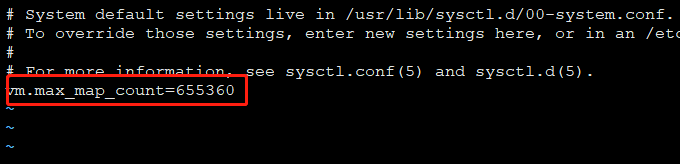 # System default settings live in /usr/lib/sysctl.d/00-system.conf.
# To override those settings, enter new settings here, or in an /etc
#
# For more information, see sysctl.conf(5) and sysctl.d(5).
vm.max_map_count=655360
~
~
~